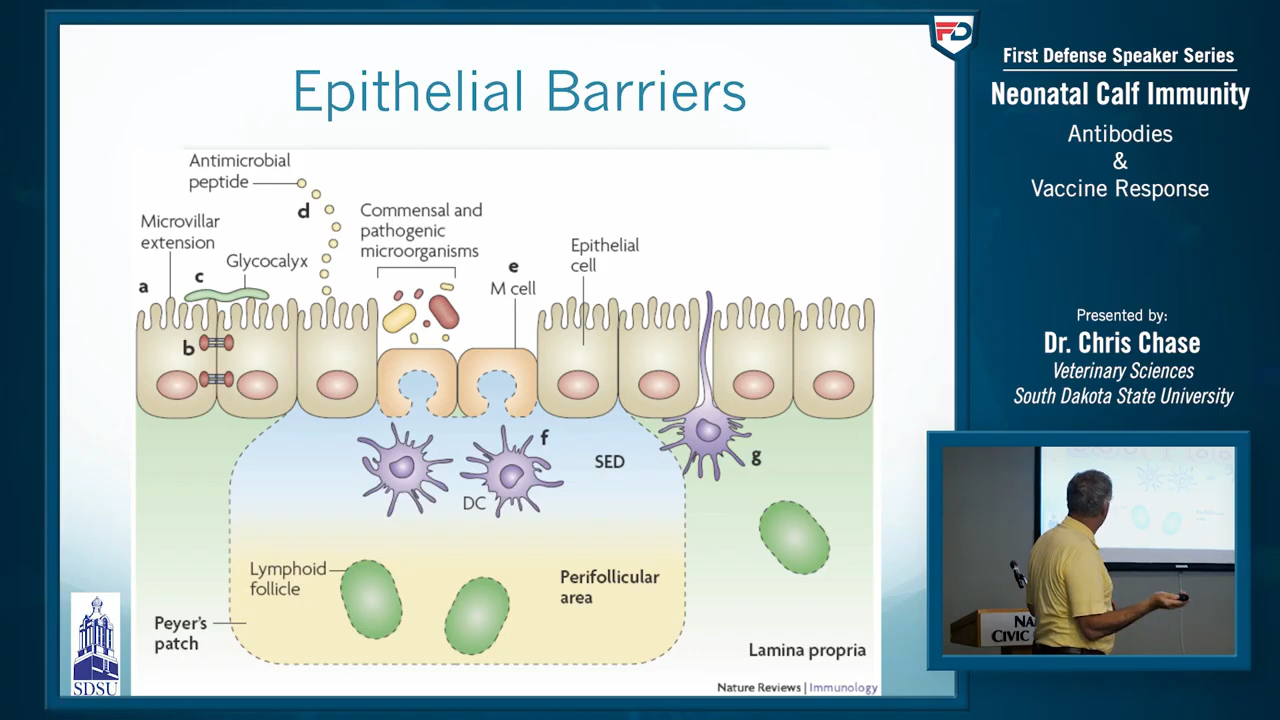 Epithelial Barriers
Antimicrobial
peptide
d
Microvillar
extension
Commensal and
pathogenic
microorganisms
Epithelial
cell
c
Glycocalyx
e
M cell
a
b
f
g
SED
DC
Lymphoid
follicle
Perifollicular
area
Peyer's
patch
Lamina propria
Nature Reviews | Immunology
SDSU
FD
First Defense Speaker Series
Neonatal Calf Immunity
Antibodies
&
Vaccine Response
Presented by:
Dr. Chris Chase
Veterinary Sciences
South Dakota State University
CIVIC